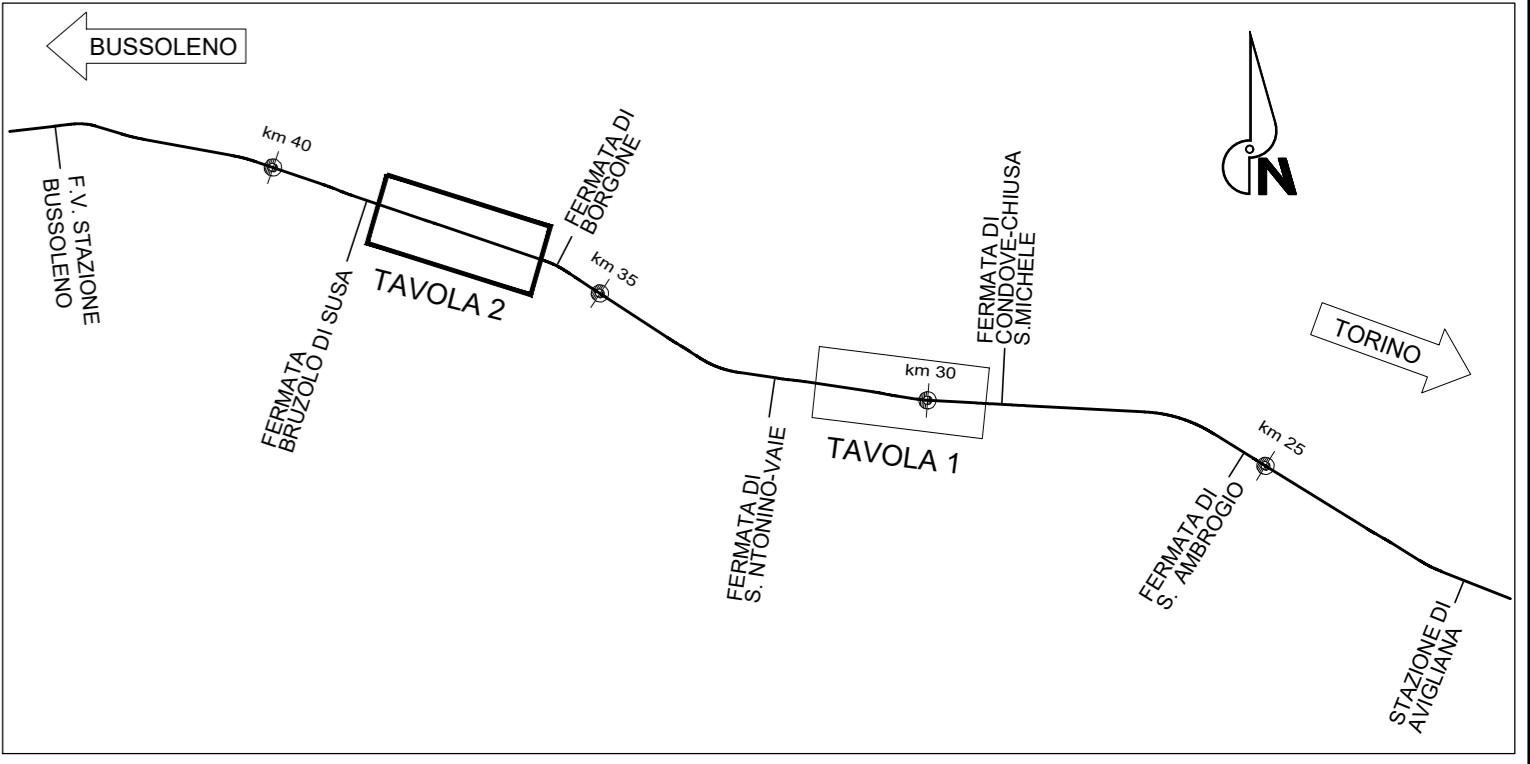 BUSSOLENO
km 40
F.V. STAZIONE
BUSSOLENO
FERMATA
BRUZOLO DI SUSA
TAVOLA 2
FERMATA DI
BORGONE
km 35
FERMATA DI
S. NTONINO-VAIE
TAVOLA 1
km 30
FERMATA DI
CONDOVE-CHIUSA
S.MICHELE
N
TORINO
km 25
FERMATA DI
S. AMBROGIO
STAZIONE DI
AVIGLIANA